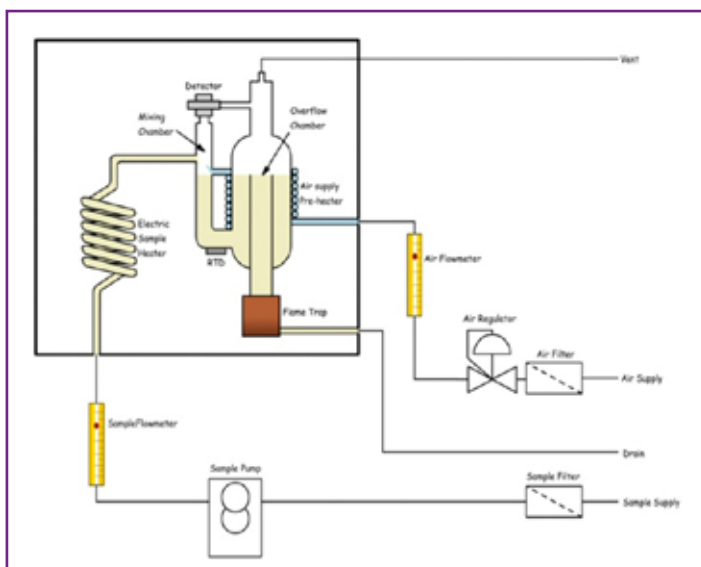 Vent
Detector
Mixing
Chamber
Overflow
Chamber
Air supply
Pre-heater
Electric
Sample
Heater
RTD
Flame Trap
Air Flowmeter
Air Regulator
Air Filter
Air Supply
SampleFlowmeter
Drain
Sample Pump
Sample Filter
Sample Supply